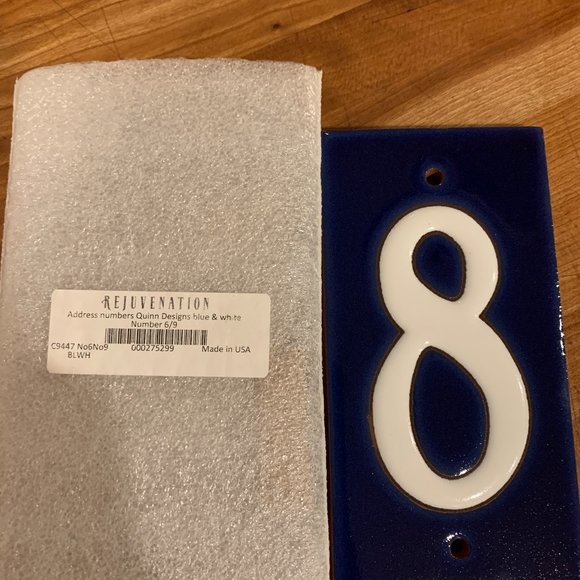 REJUVENATION
Address numbers Quinn Designs blue & white
Number 6/9
C9447 No6No9 000275299 Made in USA
BLWH
8